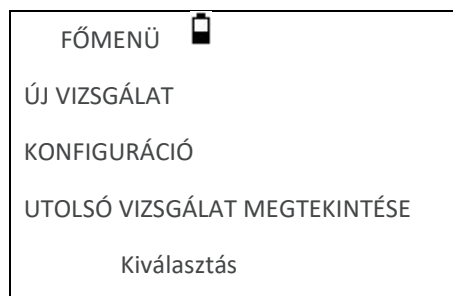 FŐMENÜ
ÚJ VIZSGÁLAT
KONFIGURÁCIÓ
UTOLSÓ VIZSGÁLAT MEGTEKINTÉSE
Kiválasztás